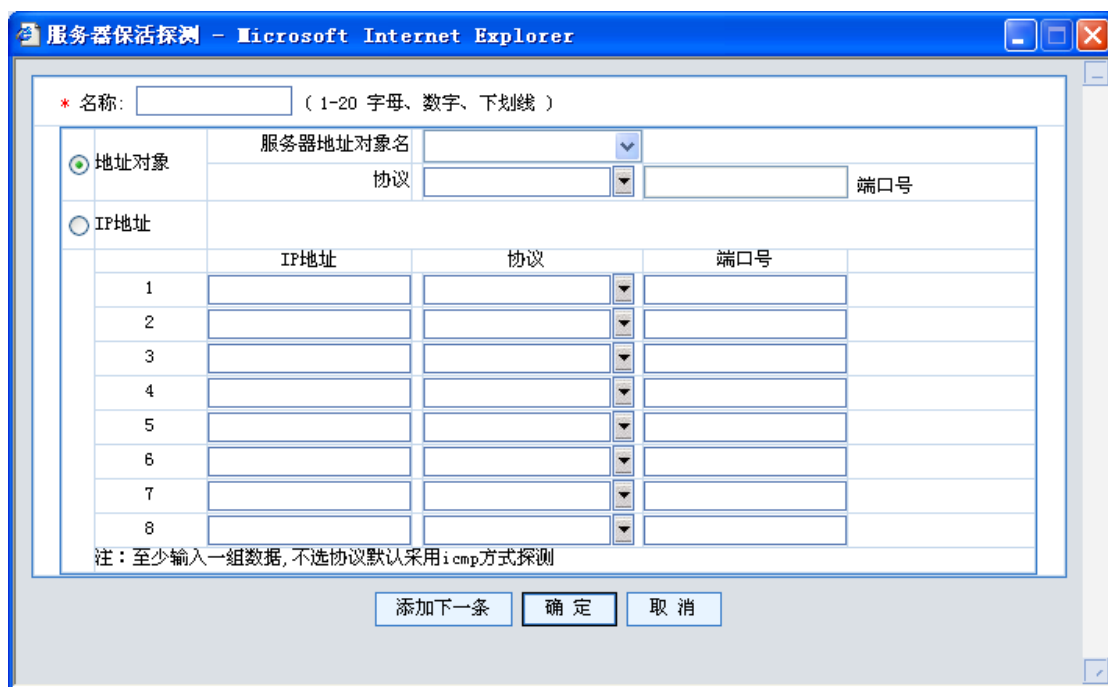 服务器保活探测 - Microsoft Internet Explorer
* 名称: ( 1-20 字母、数字、下划线 )
地址对象
服务器地址对象名
协议 端口号
IP地址
IP地址 协议 端口号
1
2
3
4
5
6
7
8
注：至少输入一组数据,不选协议默认采用icmp方式探测
添加下一条 确 定 取 消